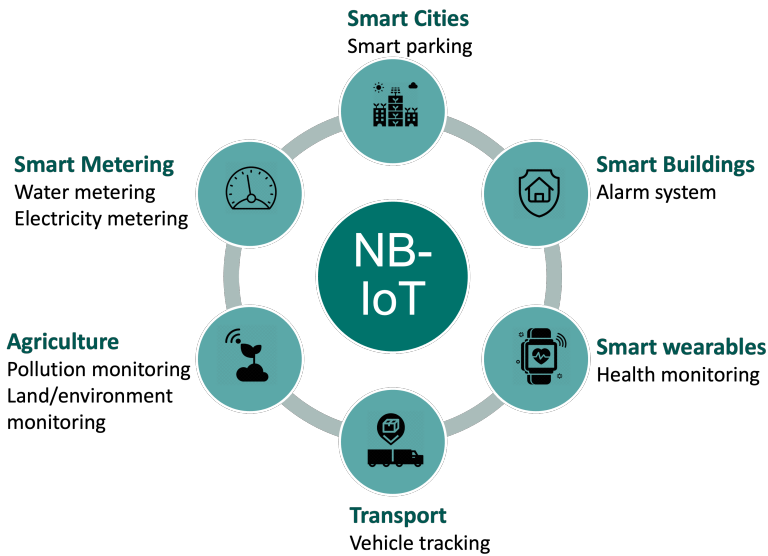 Smart Cities
Smart parking
Smart Metering
Water metering
Electricity metering
Smart Buildings
Alarm system
NB-
IoT
Agriculture
Pollution monitoring
Land/environment
monitoring
Smart wearables
Health monitoring
Transport
Vehicle tracking